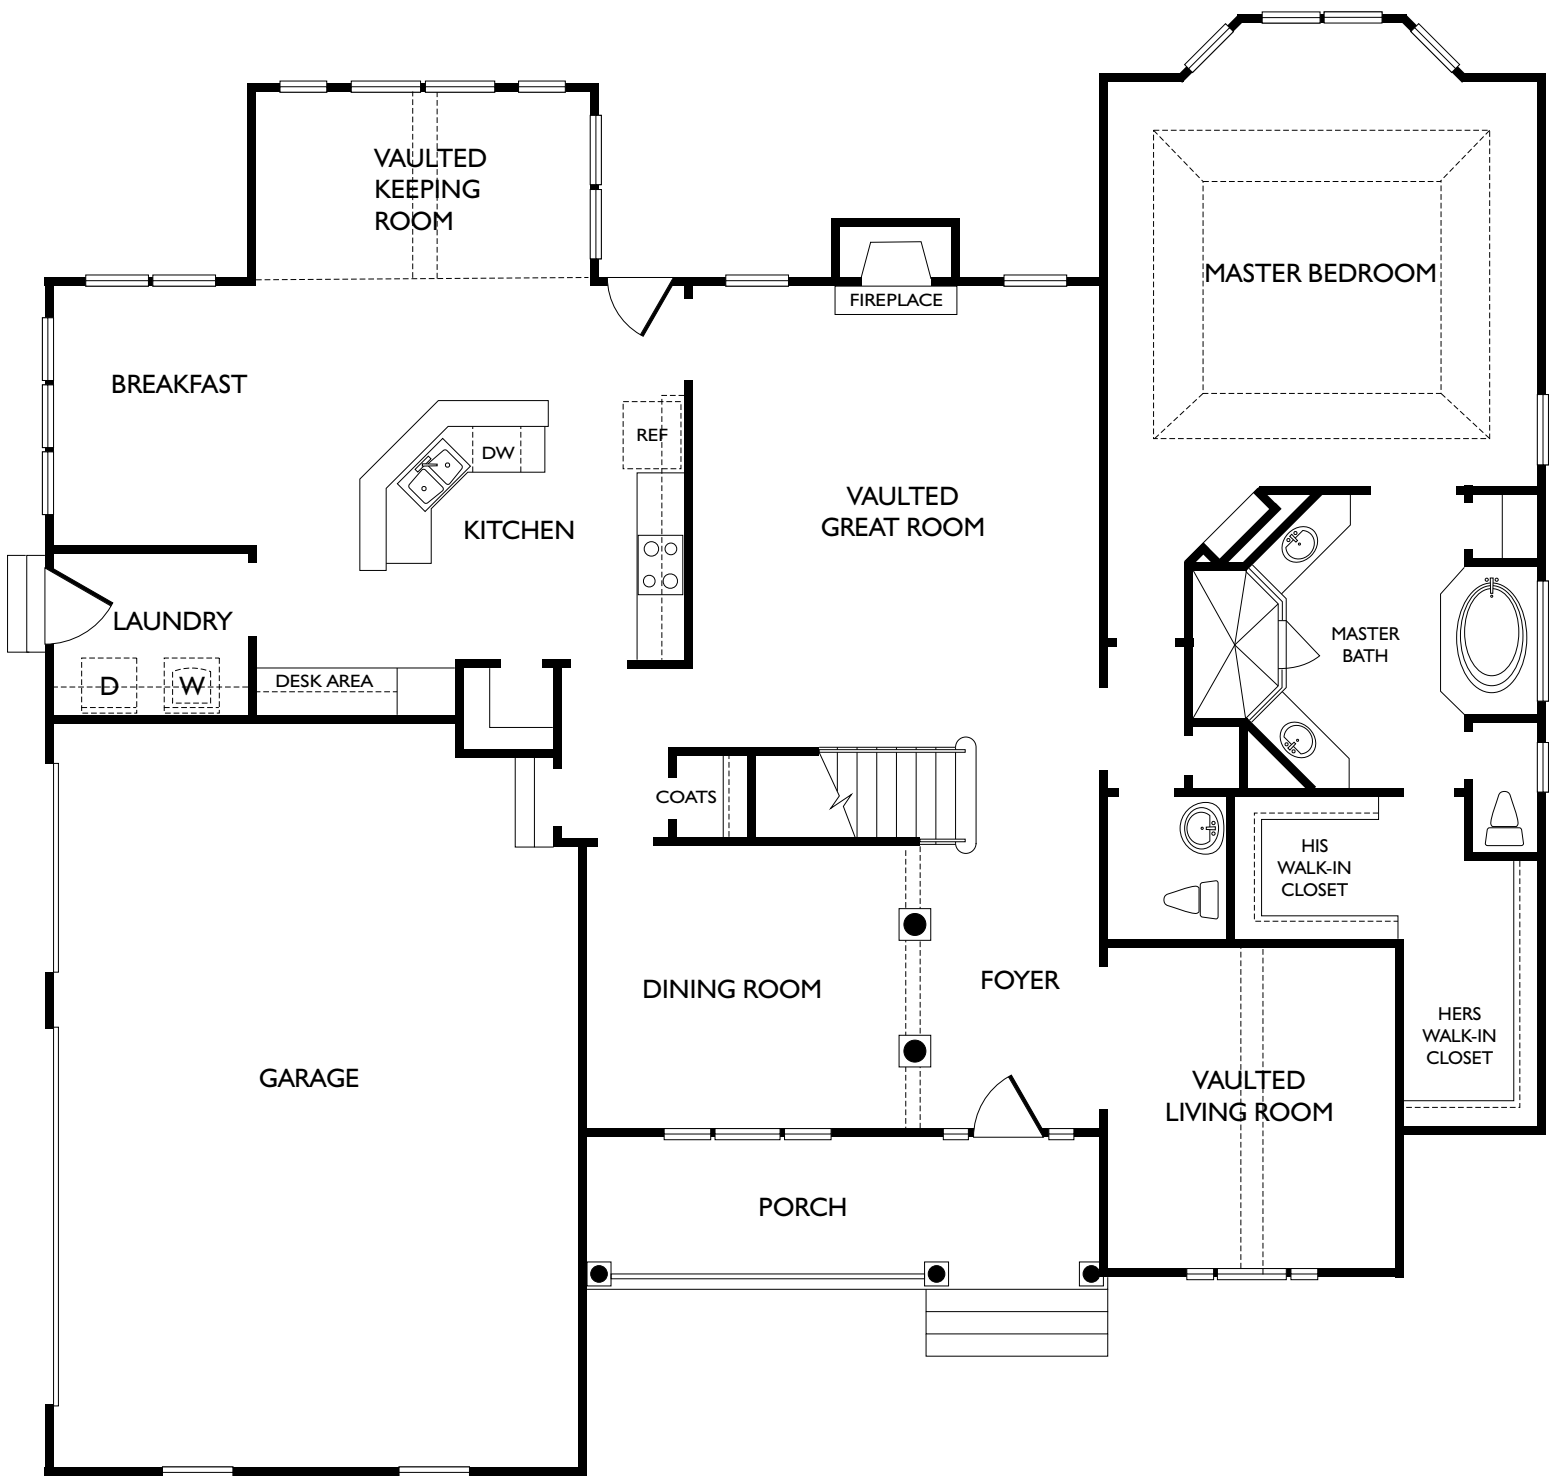 VAULTED
KEEPING
ROOM
MASTER BEDROOM
FIREPLACE
BREAKFAST
REF
DW
VAULTED
GREAT ROOM
KITCHEN
LAUNDRY
MASTER
BATH
D
W
DESK AREA
COATS
HIS
WALK-IN
CLOSET
DINING ROOM
FOYER
HERS
WALK-IN
CLOSET
GARAGE
VAULTED
LIVING ROOM
PORCH